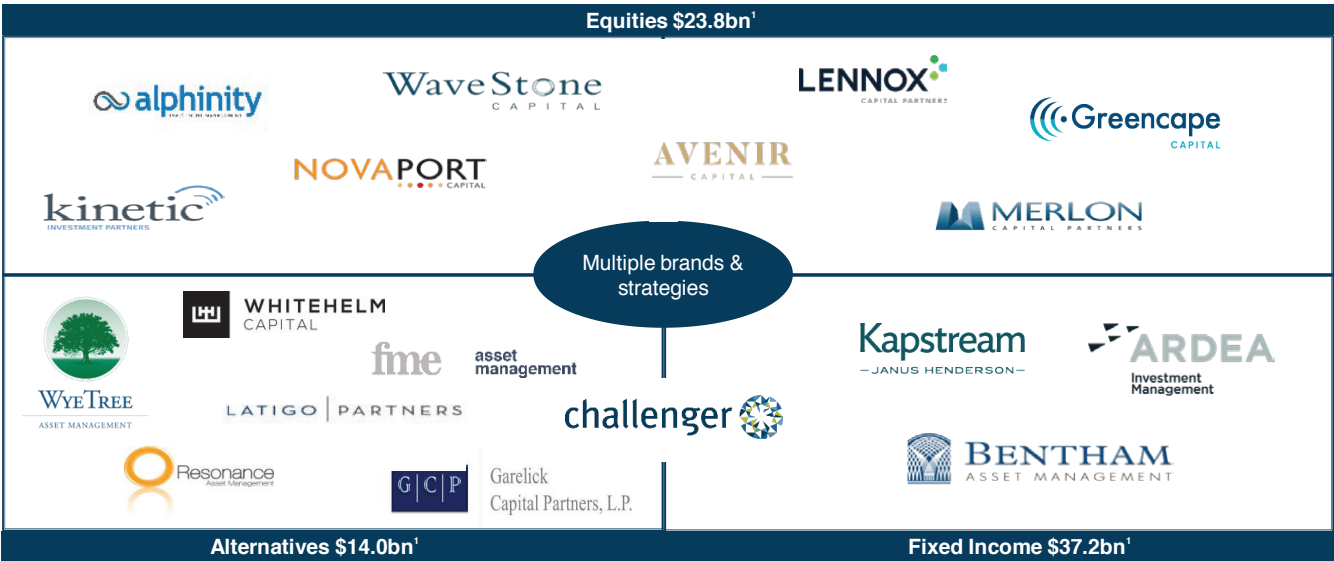 Equities $23.8bn¹
alphinity
INVESTMENT MANAGEMENT
WAVESTONE
CAPITAL
LENNOX
CAPITAL PARTNERS
Greencape
CAPITAL
NOVAPORT
CAPITAL
AVENIR
CAPITAL
kinetic
INVESTMENT PARTNERS
MERLON
CAPITAL PARTNERS
Multiple brands &
strategies
WHITEHELM
CAPITAL
fme asset
management
WYETREE
ASSET MANAGEMENT
LATIGO | PARTNERS
challenger
Resonance
Asset Management
G|C|P
Garelick
Capital Partners, L.P.
Kapstream
—JANUS HENDERSON—
ARDEA
Investment
Management
BENTHAM
ASSET MANAGEMENT
Alternatives $14.0bn¹
Fixed Income $37.2bn¹